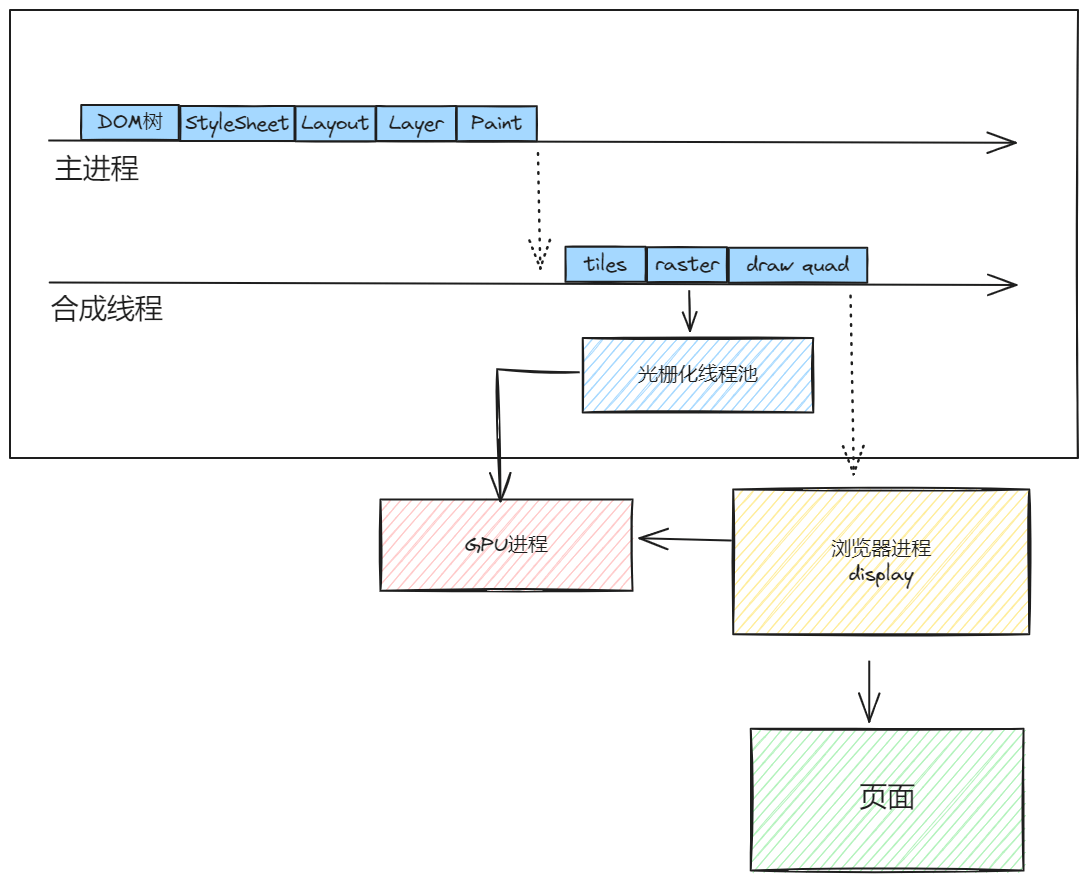 DOM树 StyleSheet Layout Layer Paint
主进程
tiles raster draw quad
合成线程
光栅化线程池
GPU进程
浏览器进程
display
页面